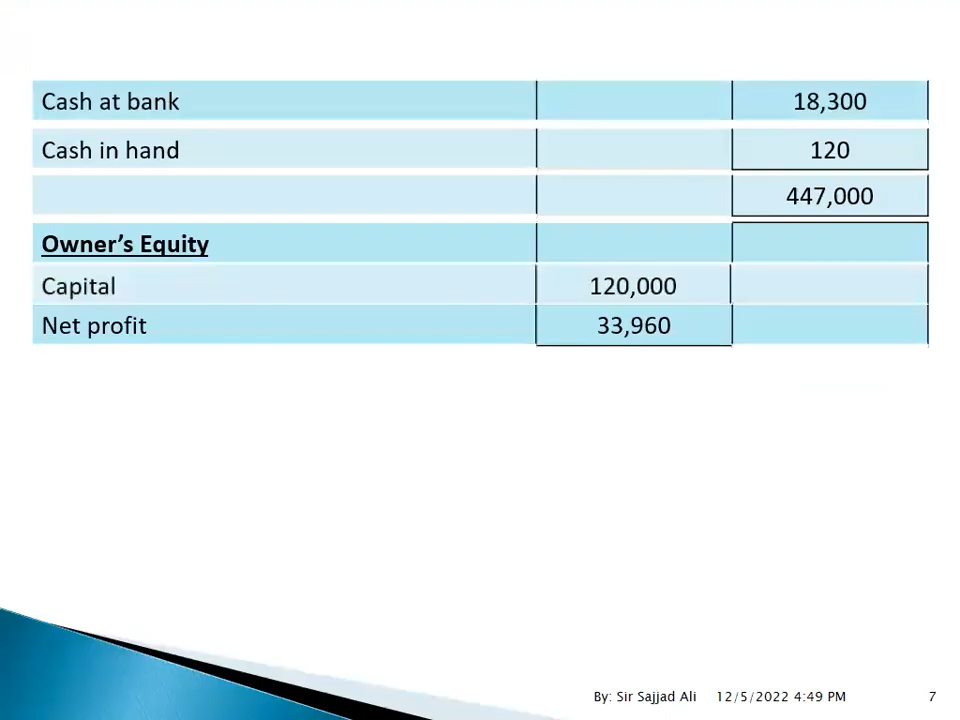 Cash at bank 18,300
Cash in hand 120
447,000
Owner’s Equity
Capital 120,000
Net profit 33,960
By: Sir Sajjad Ali 12/5/2022 4:49 PM 7